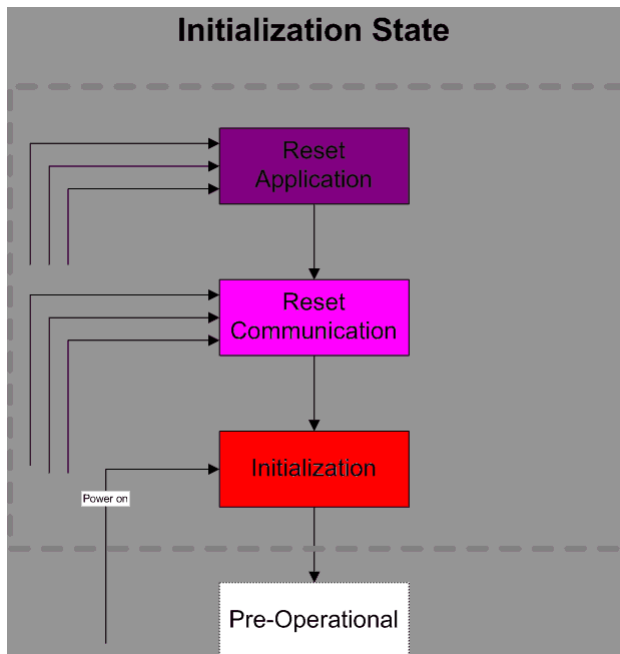 Initialization State
Reset
Application
Reset
Communication
Initialization
Power on
Pre-Operational